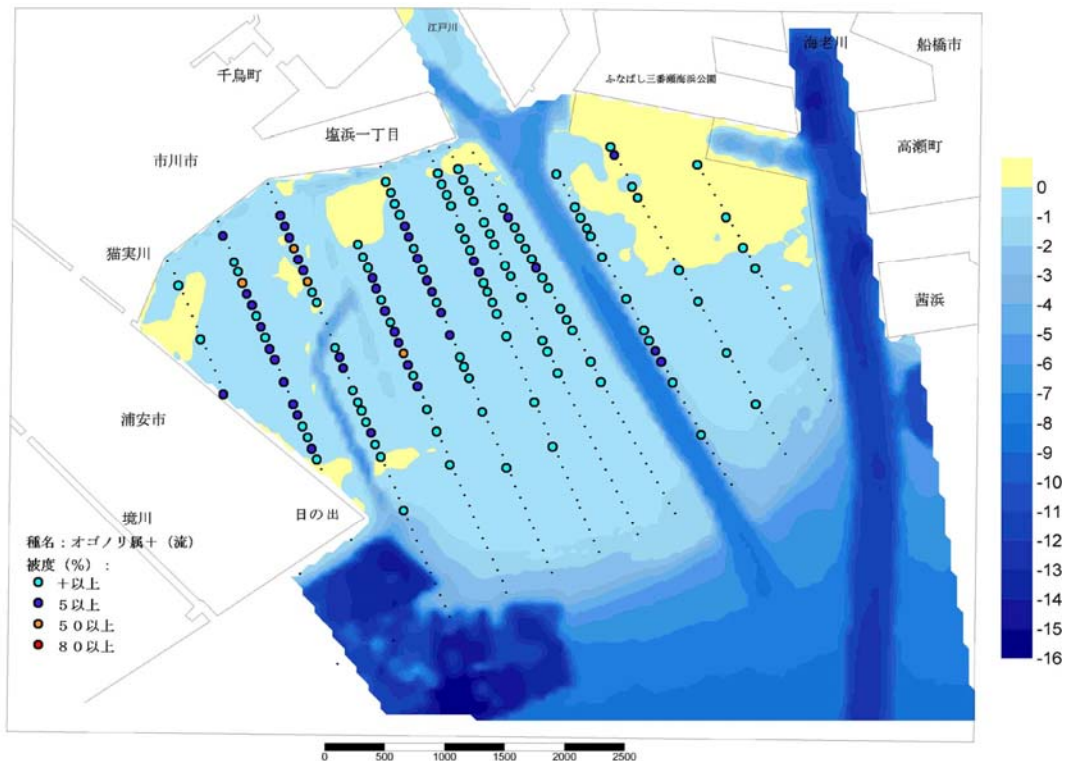 江戸川
海老川
船橋市
千鳥町
ふなばし三番瀬海浜公園
塩浜一丁目
高瀬町
市川市
猫実川
茜浜
浦安市
日の出
境川
種名：オゴノリ属＋（流）
被度（%）：
＋以上
５以上
５０以上
８０以上
0
-1
-2
-3
-4
-5
-6
-7
-8
-9
-10
-11
-12
-13
-14
-15
-16
0 500 1000 1500 2000 2500